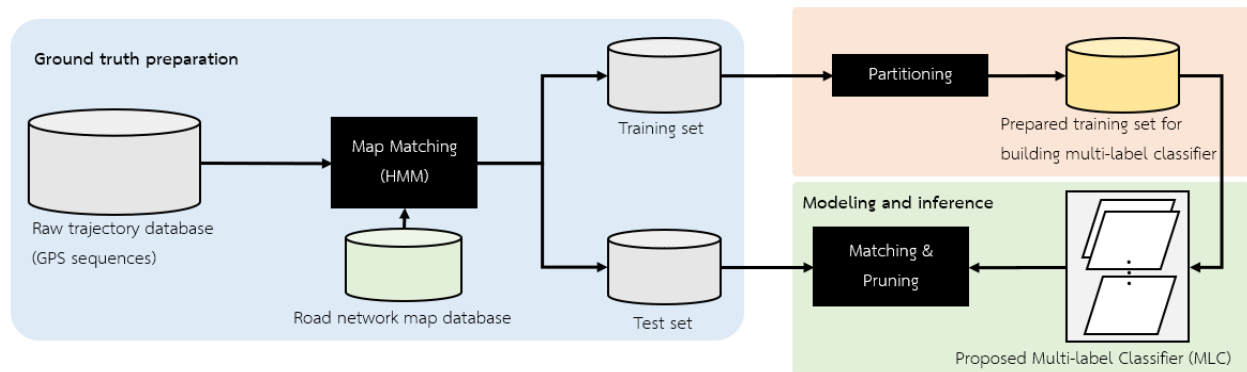 Ground truth preparation
Raw trajectory database
(GPS sequences)
Map Matching
(HMM)
Road network map database
Training set
Test set
Partitioning
Prepared training set for
building multi-label classifier
Modeling and inference
Matching &
Pruning
Proposed Multi-label Classifier (MLC)